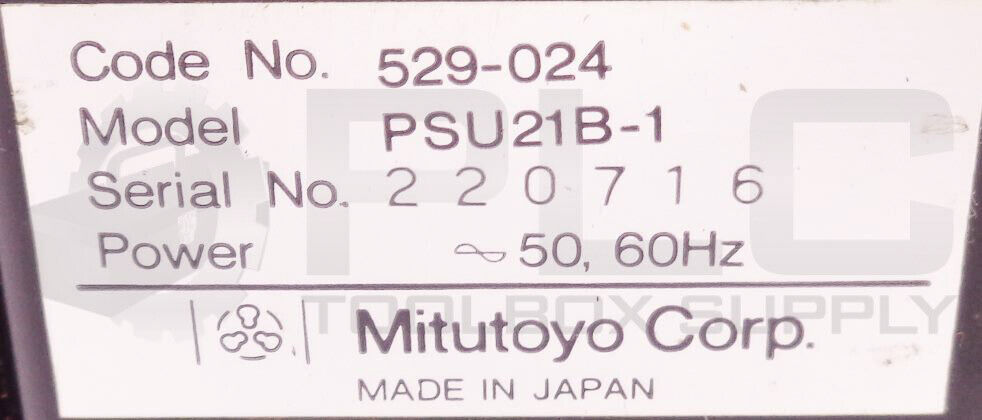 Code No. 529-024
Model PSU21B-1
Serial No. 220716
Power ~ 50, 60Hz
Mitutoyo Corp.
MADE IN JAPAN
PLC
TOOLBOX SUPPLY